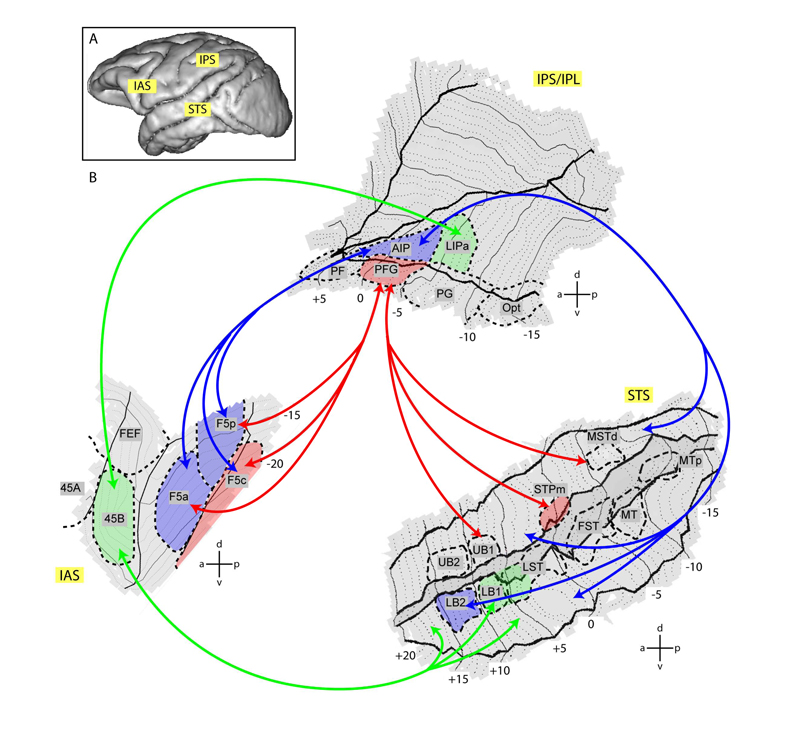 A
IPS
IAS
STS
B
IPS/IPL
AIP
LIPa
PF
PFG
PG
Opt
+5
0
-5
-10
-15
d
a p
v
FEF
45A
45B
F5p
F5a
F5c
-15
-20
IAS
d
a p
v
STS
MSTd
MTp
STPm
MT
FST
UB1
UB2
LST
LB1
LB2
-15
-10
-5
0
+5
+10
+15
+20
d
a p
v